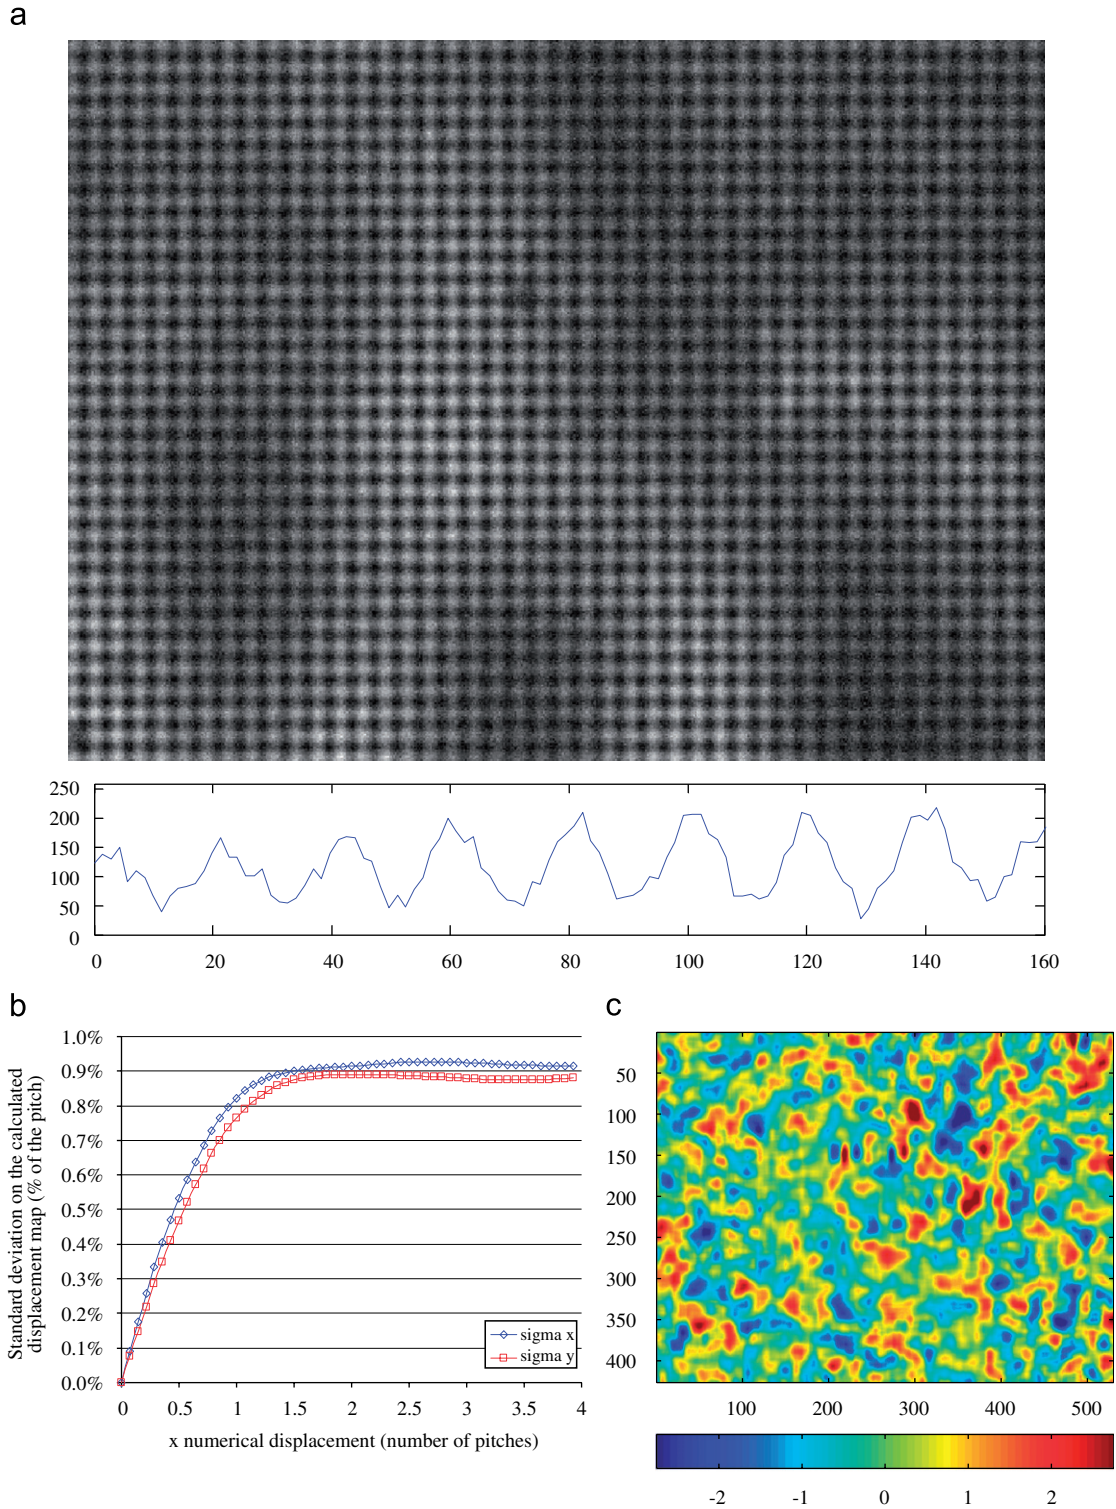 a
250
200
150
100
50
0
0 20 40 60 80 100 120 140 160
b
1.0%
0.9%
0.8%
0.7%
0.6%
0.5%
0.4%
0.3%
0.2%
0.1%
0.0%
Standard deviation on the calculated
displacement map (% of the pitch)
sigma x
sigma y
0 0.5 1 1.5 2 2.5 3 3.5 4
x numerical displacement (number of pitches)
c
50
100
150
200
250
300
350
400
100 200 300 400 500
-2 -1 0 1 2